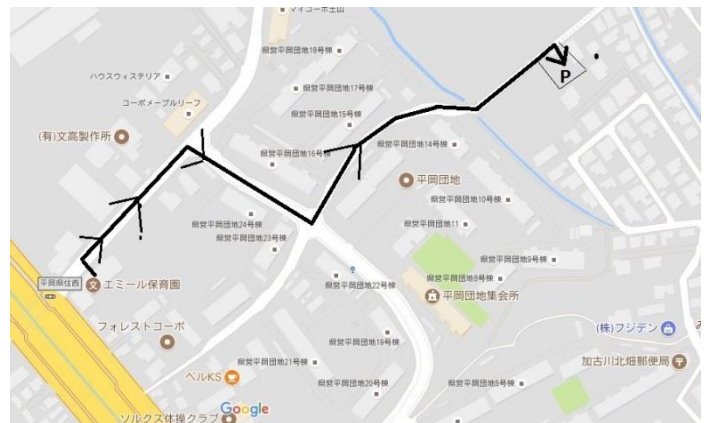 マイコーポ土山
県営平岡団地18号棟
ハウスウィステリア
県営平岡団地17号棟
コーポメープルリーフ
県営平岡団地15号棟
(有)文高製作所
県営平岡団地16号棟
県営平岡団地14号棟
P
平岡団地
県営平岡団地10号棟
県営平岡団地24号棟
県営平岡団地11
県営平岡団地23号棟
県営平岡団地9号棟
平岡県住西
エミール保育園
県営平岡団地22号棟
県営平岡団地8号棟
平岡団地集会所
フォレストコーポ
(株)フジデン
県営平岡団地19号棟
県営平岡団地21号棟
加古川北畑郵便局
ベルKS
県営平岡団地20号棟
県営平岡団地5号棟
ソルクス体操クラブ
Google